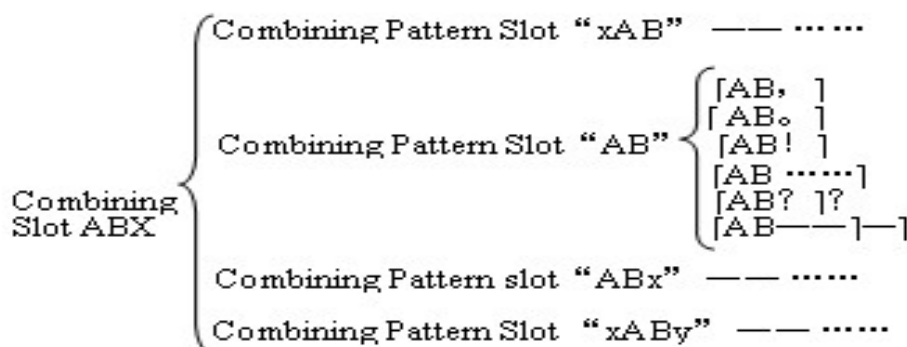 Combining Pattern Slot “xAB” —— ……
Combining Pattern Slot “AB”
⌈AB， ⌉
⌈ AB。 ⌉
⌈AB！ ⌉
⌈AB ……⌉
⌈AB？ ⌉?
⌈AB——⌉—⌉
Combining
Slot ABX
Combining Pattern slot “ABx” —— ……
Combining Pattern Slot “xABy” —— ……